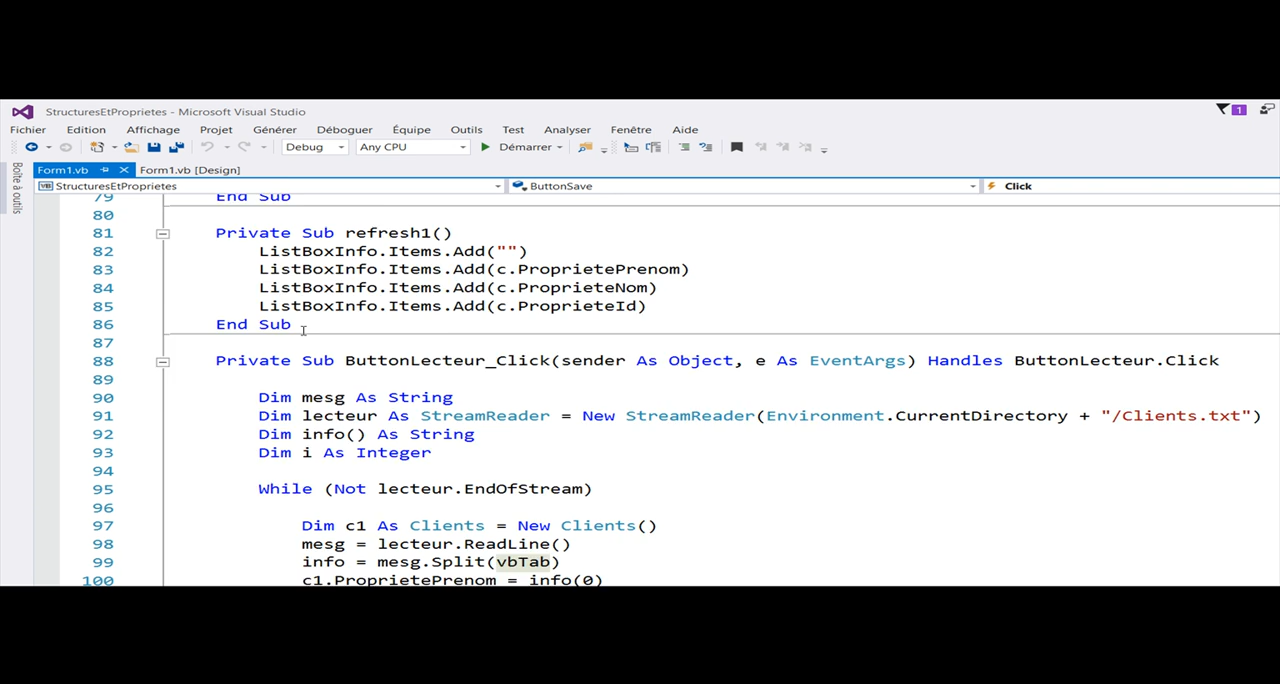 StructuresEtProprietes - Microsoft Visual Studio
1
Fichier Edition Affichage Projet Générer Déboguer Équipe Outils Test Analyser Fenêtre Aide
Debug Any CPU Démarrer
Boîte à outils
Form1.vb Form1.vb [Design]
StructuresEtProprietes ButtonSave Click
79 End Sub
80
81 Private Sub refresh1()
82 ListBoxInfo.Items.Add("")
83 ListBoxInfo.Items.Add(c.ProprietePrenom)
84 ListBoxInfo.Items.Add(c.ProprieteNom)
85 ListBoxInfo.Items.Add(c.ProprieteId)
86 End Sub
87
88 Private Sub ButtonLecteur_Click(sender As Object, e As EventArgs) Handles ButtonLecteur.Click
89
90 Dim mesg As String
91 Dim lecteur As StreamReader = New StreamReader(Environment.CurrentDirectory + "/Clients.txt")
92 Dim info() As String
93 Dim i As Integer
94
95 While (Not lecteur.EndOfStream)
96
97 Dim c1 As Clients = New Clients()
98 mesg = lecteur.ReadLine()
99 info = mesg.Split(vbTab)
100 c1.ProprietePrenom = info(0)